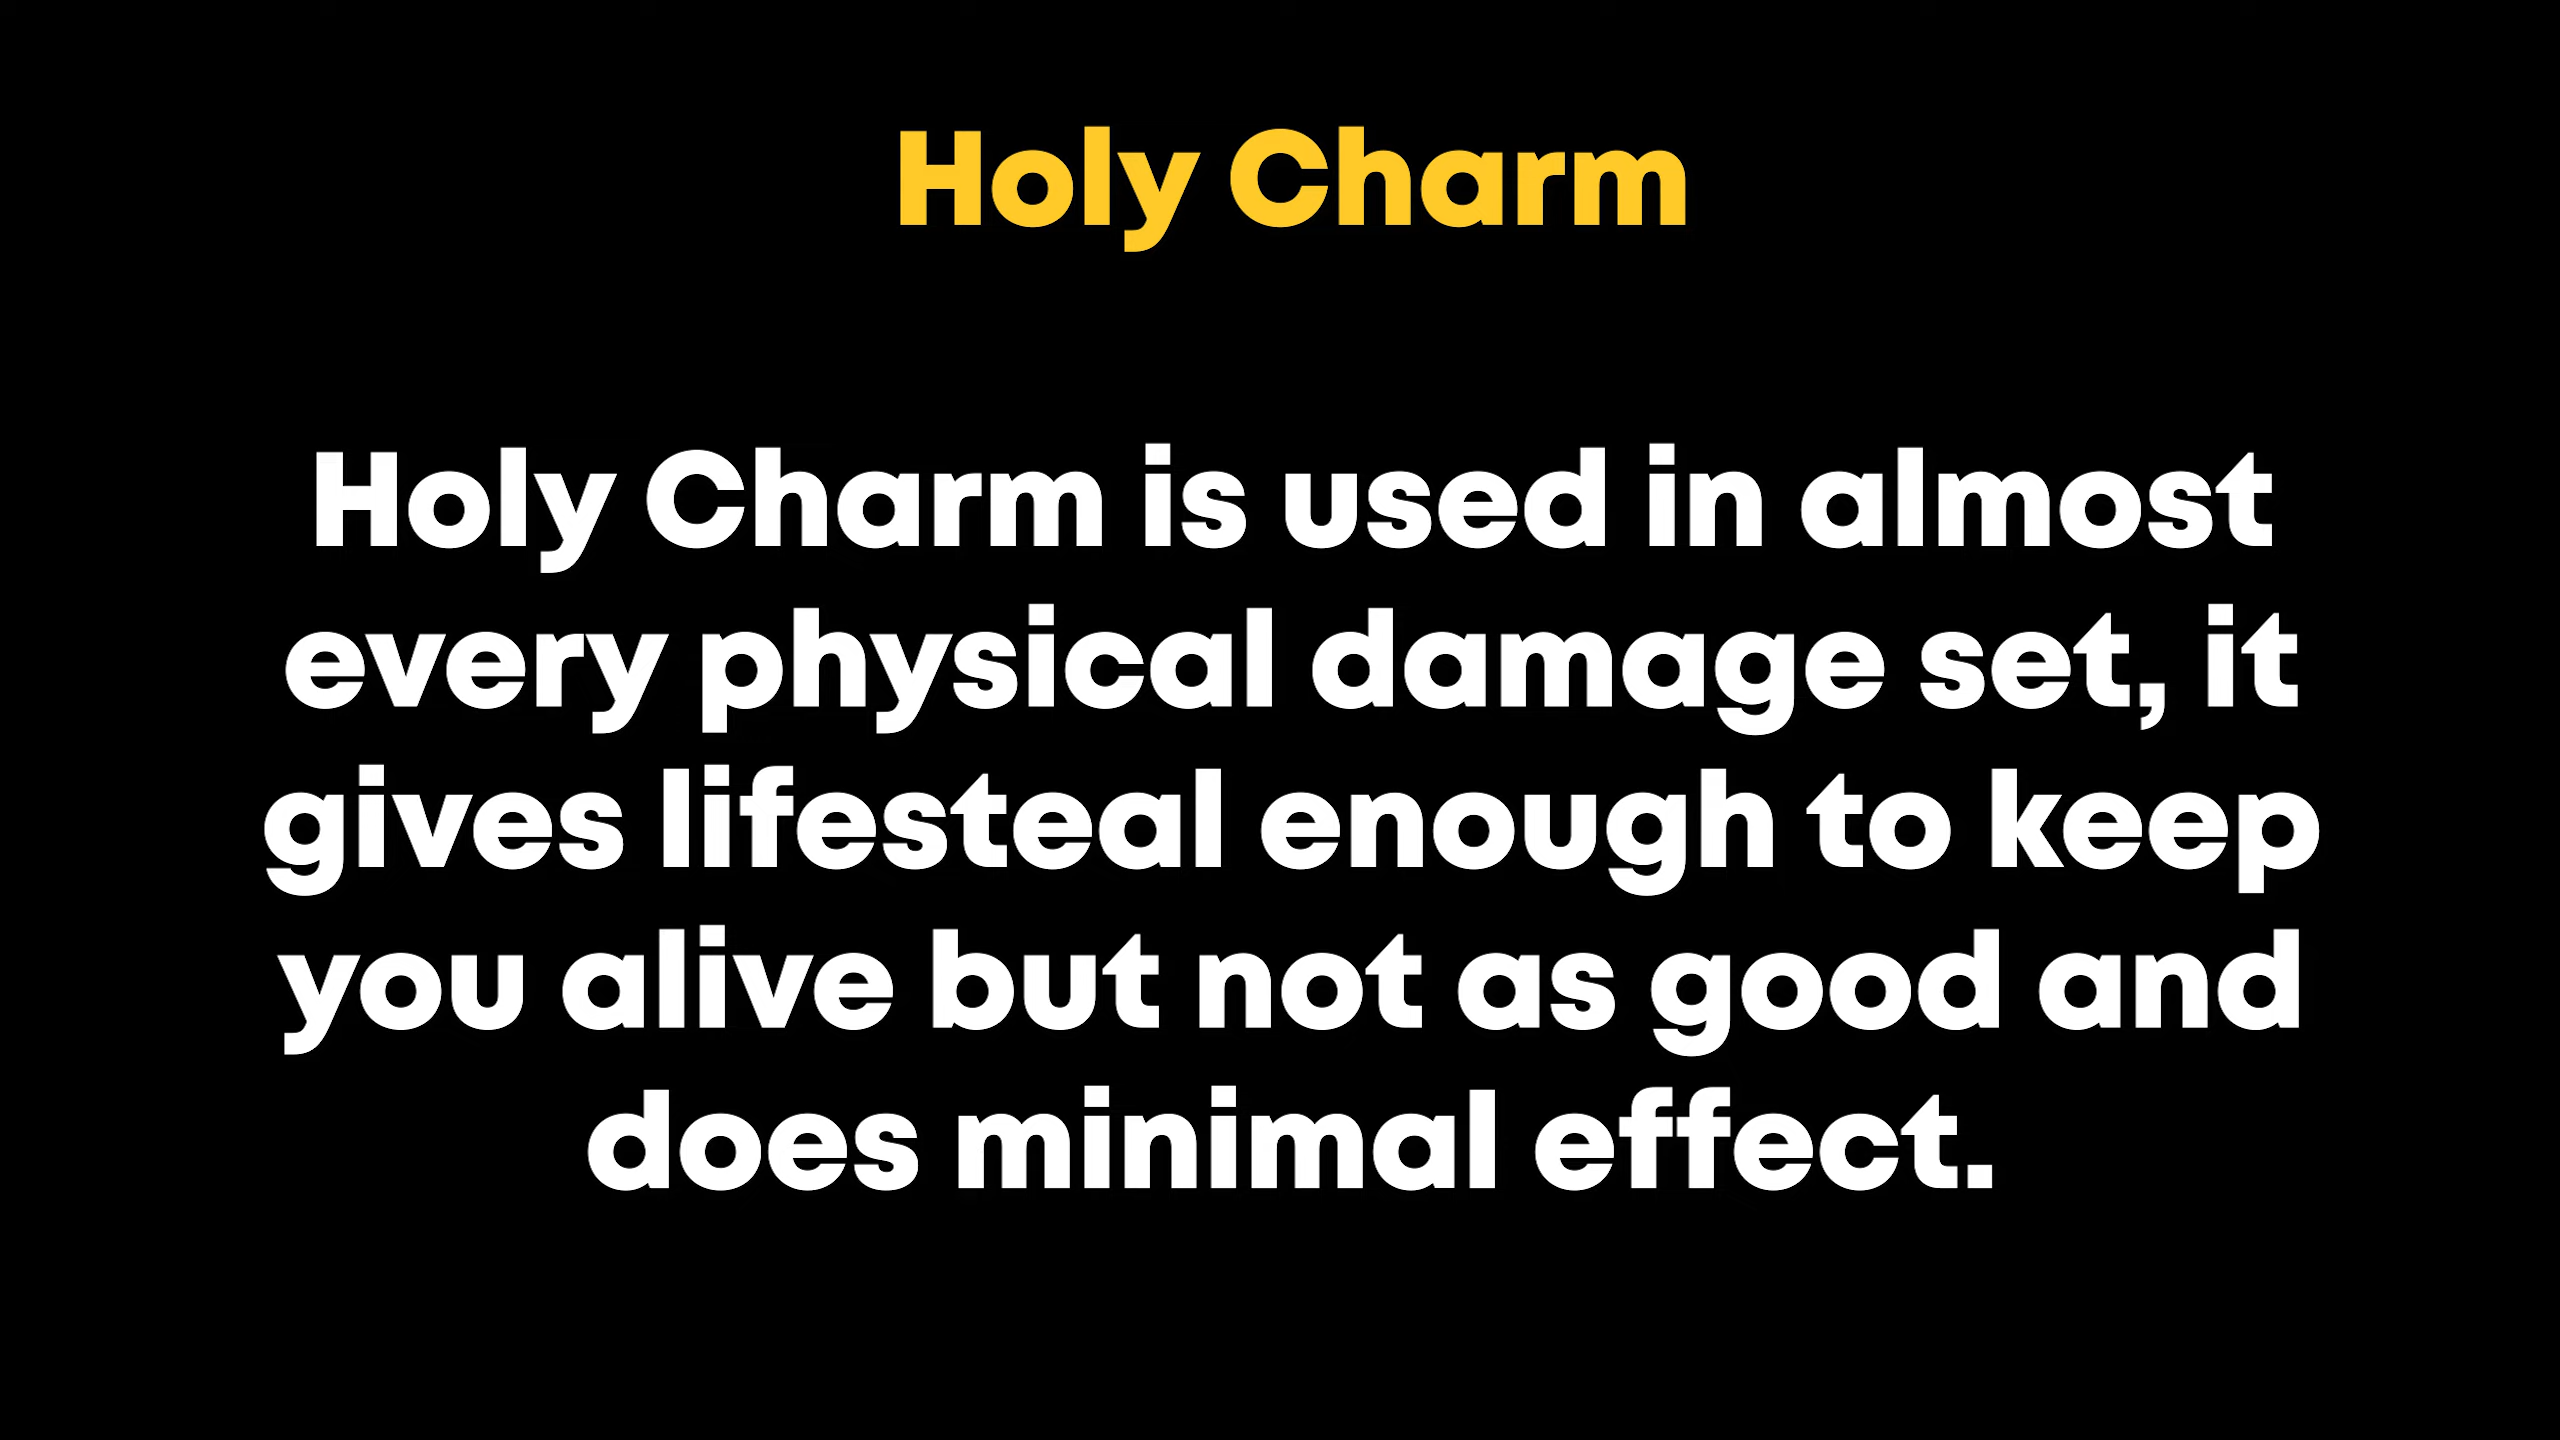 Holy Charm
Holy Charm is used in almost
every physical damage set, it
gives lifesteal enough to keep
you alive but not as good and
does minimal effect.